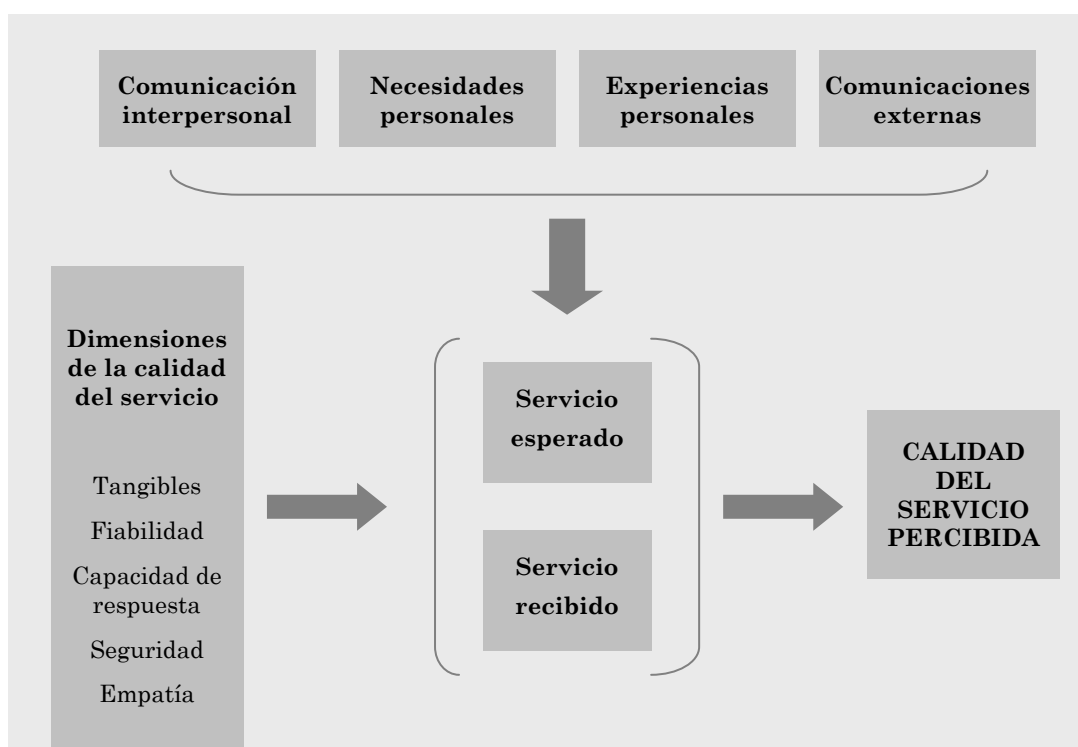 Comunicación
interpersonal
Necesidades
personales
Experiencias
personales
Comunicaciones
externas
Dimensiones
de la calidad
del servicio
Tangibles
Fiabilidad
Capacidad de
respuesta
Seguridad
Empatía
Servicio
esperado
Servicio
recibido
CALIDAD
DEL
SERVICIO
PERCIBIDA